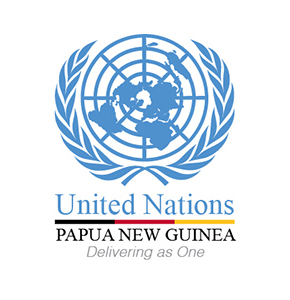 United Nations
PAPUA NEW GUINEA
Delivering as One